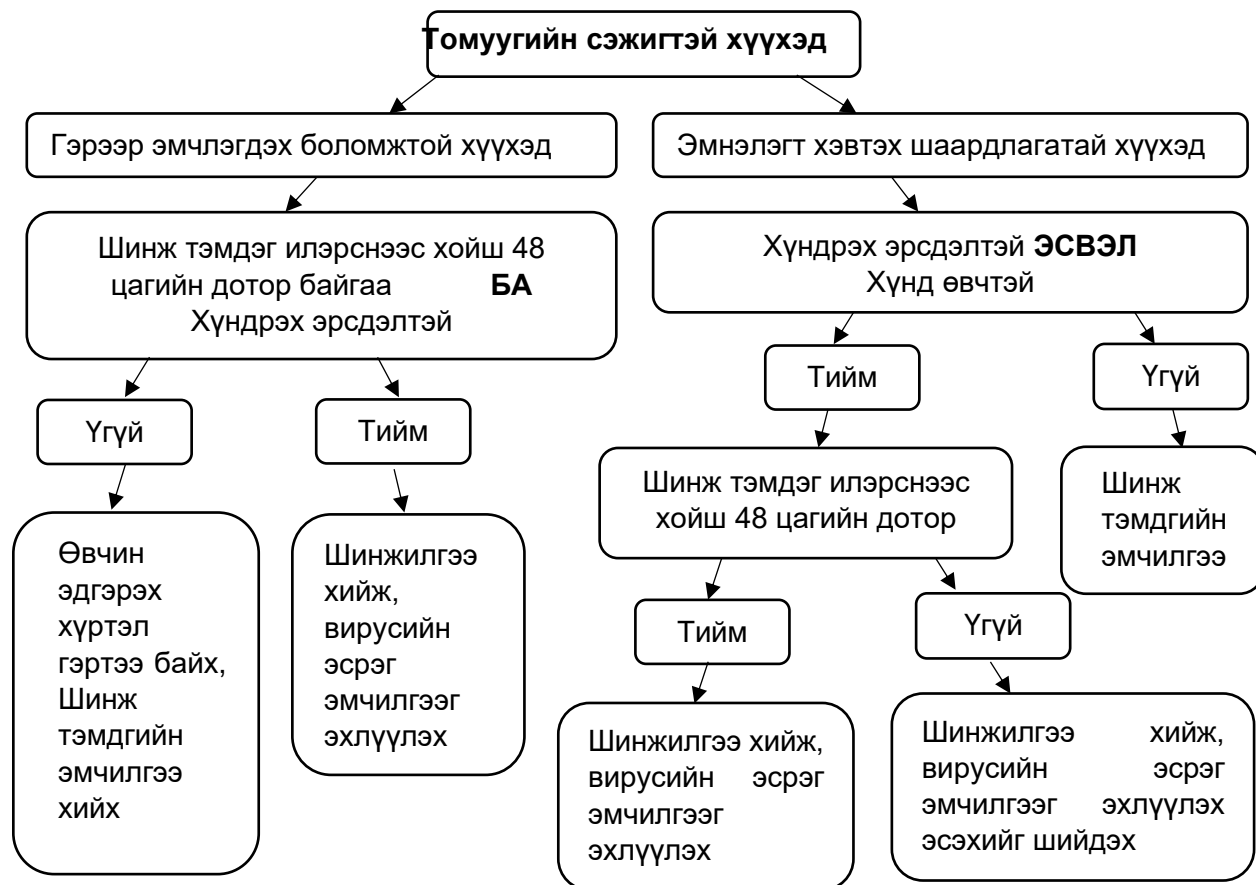 Томуугийн сэжигтэй хүүхэд
Гэрээр эмчлэгдэх боломжтой хүүхэд
Эмнэлэгт хэвтэх шаардлагатай хүүхэд
Шинж тэмдэг илэрснээс хойш 48
цагийн дотор байгаа БА
Хүндрэх эрсдэлтэй
Хүндрэх эрсдэлтэй ЭСВЭЛ
Хүнд өвчтэй
Үгүй
Тийм
Тийм
Үгүй
Өвчин
эдгэрэх
хүртэл
гэртээ байх,
Шинж
тэмдгийн
эмчилгээ
хийх
Шинжилгээ
хийж,
вирусийн
эсрэг
эмчилгээг
эхлүүлэх
Шинж тэмдэг илэрснээс
хойш 48 цагийн дотор
Шинж
тэмдгийн
эмчилгээ
Тийм
Үгүй
Шинжилгээ хийж,
вирусийн эсрэг
эмчилгээг
эхлүүлэх
Шинжилгээ хийж,
вирусийн эсрэг
эмчилгээг эхлүүлэх
эсэхийг шийдэх